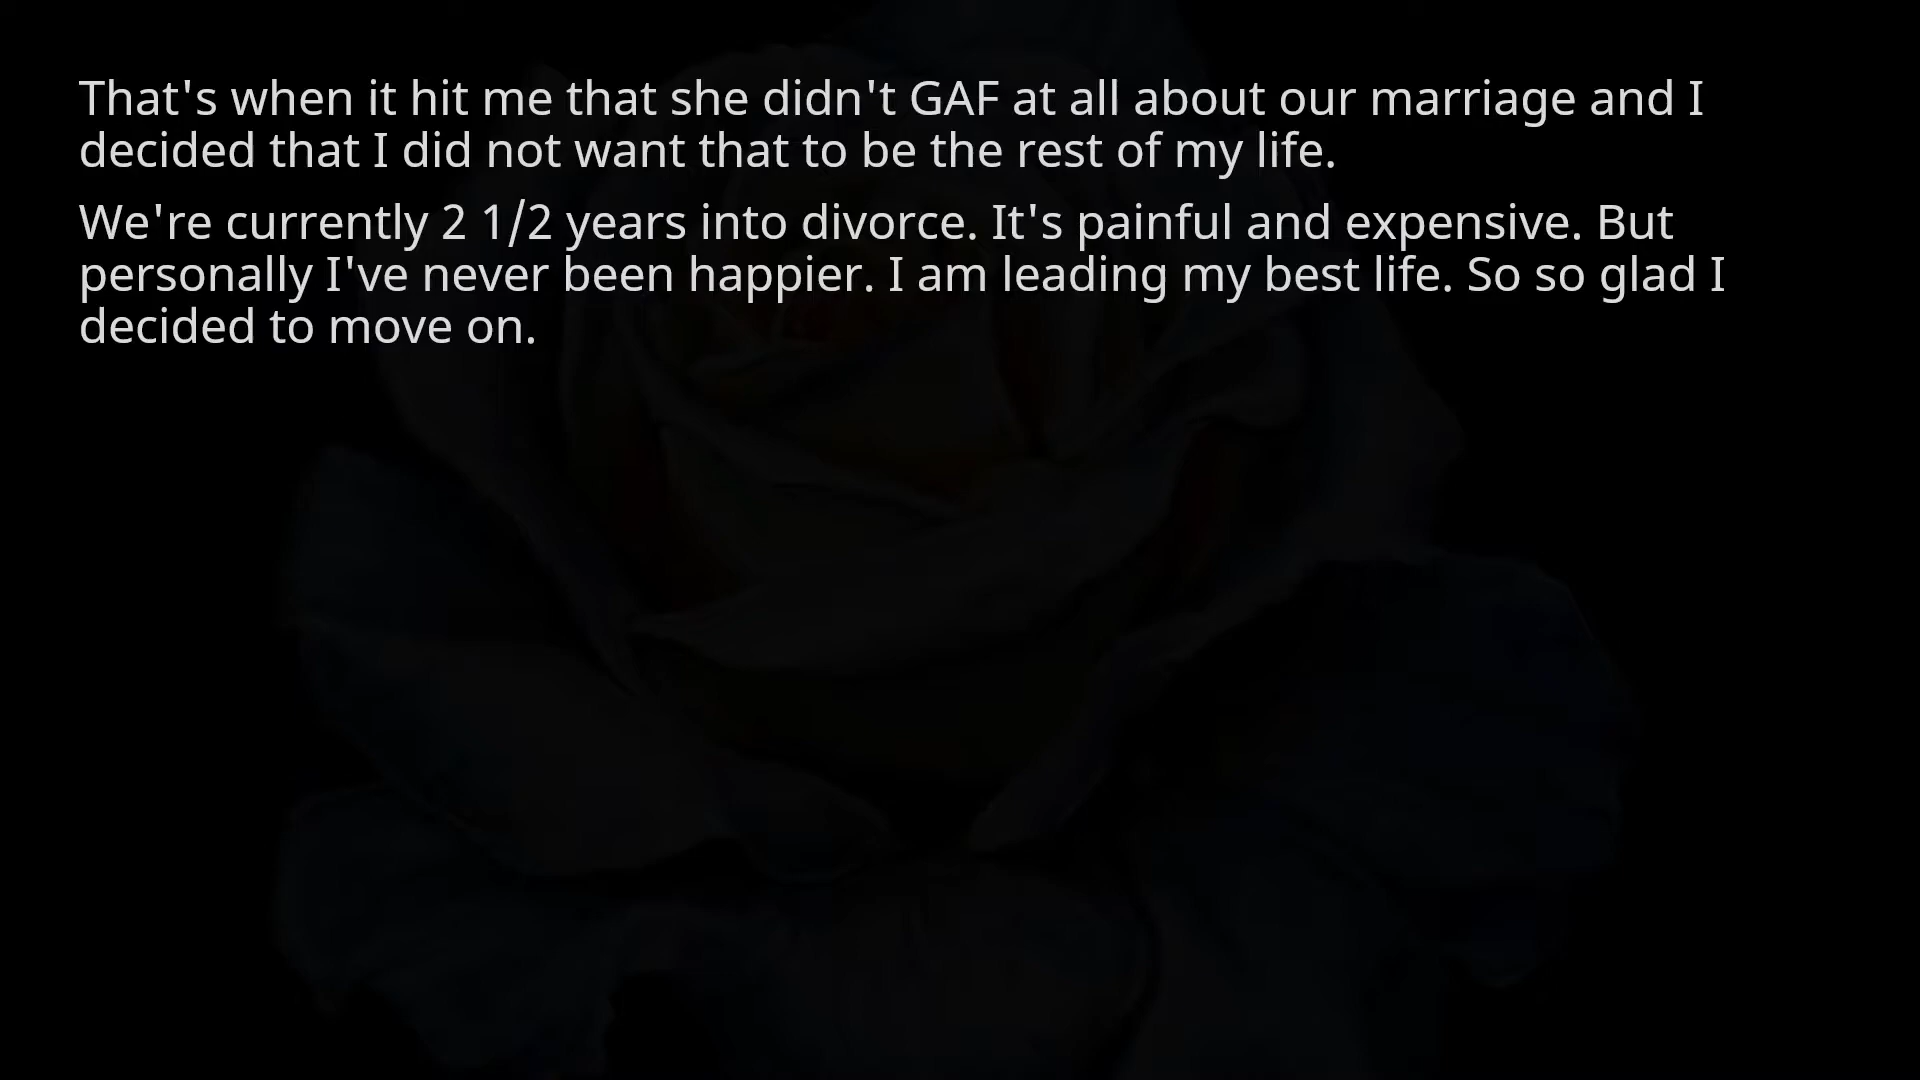 That's when it hit me that she didn't GAF at all about our marriage and I
decided that I did not want that to be the rest of my life.
We're currently 2 1/2 years into divorce. It's painful and expensive. But
personally I've never been happier. I am leading my best life. So so glad I
decided to move on.